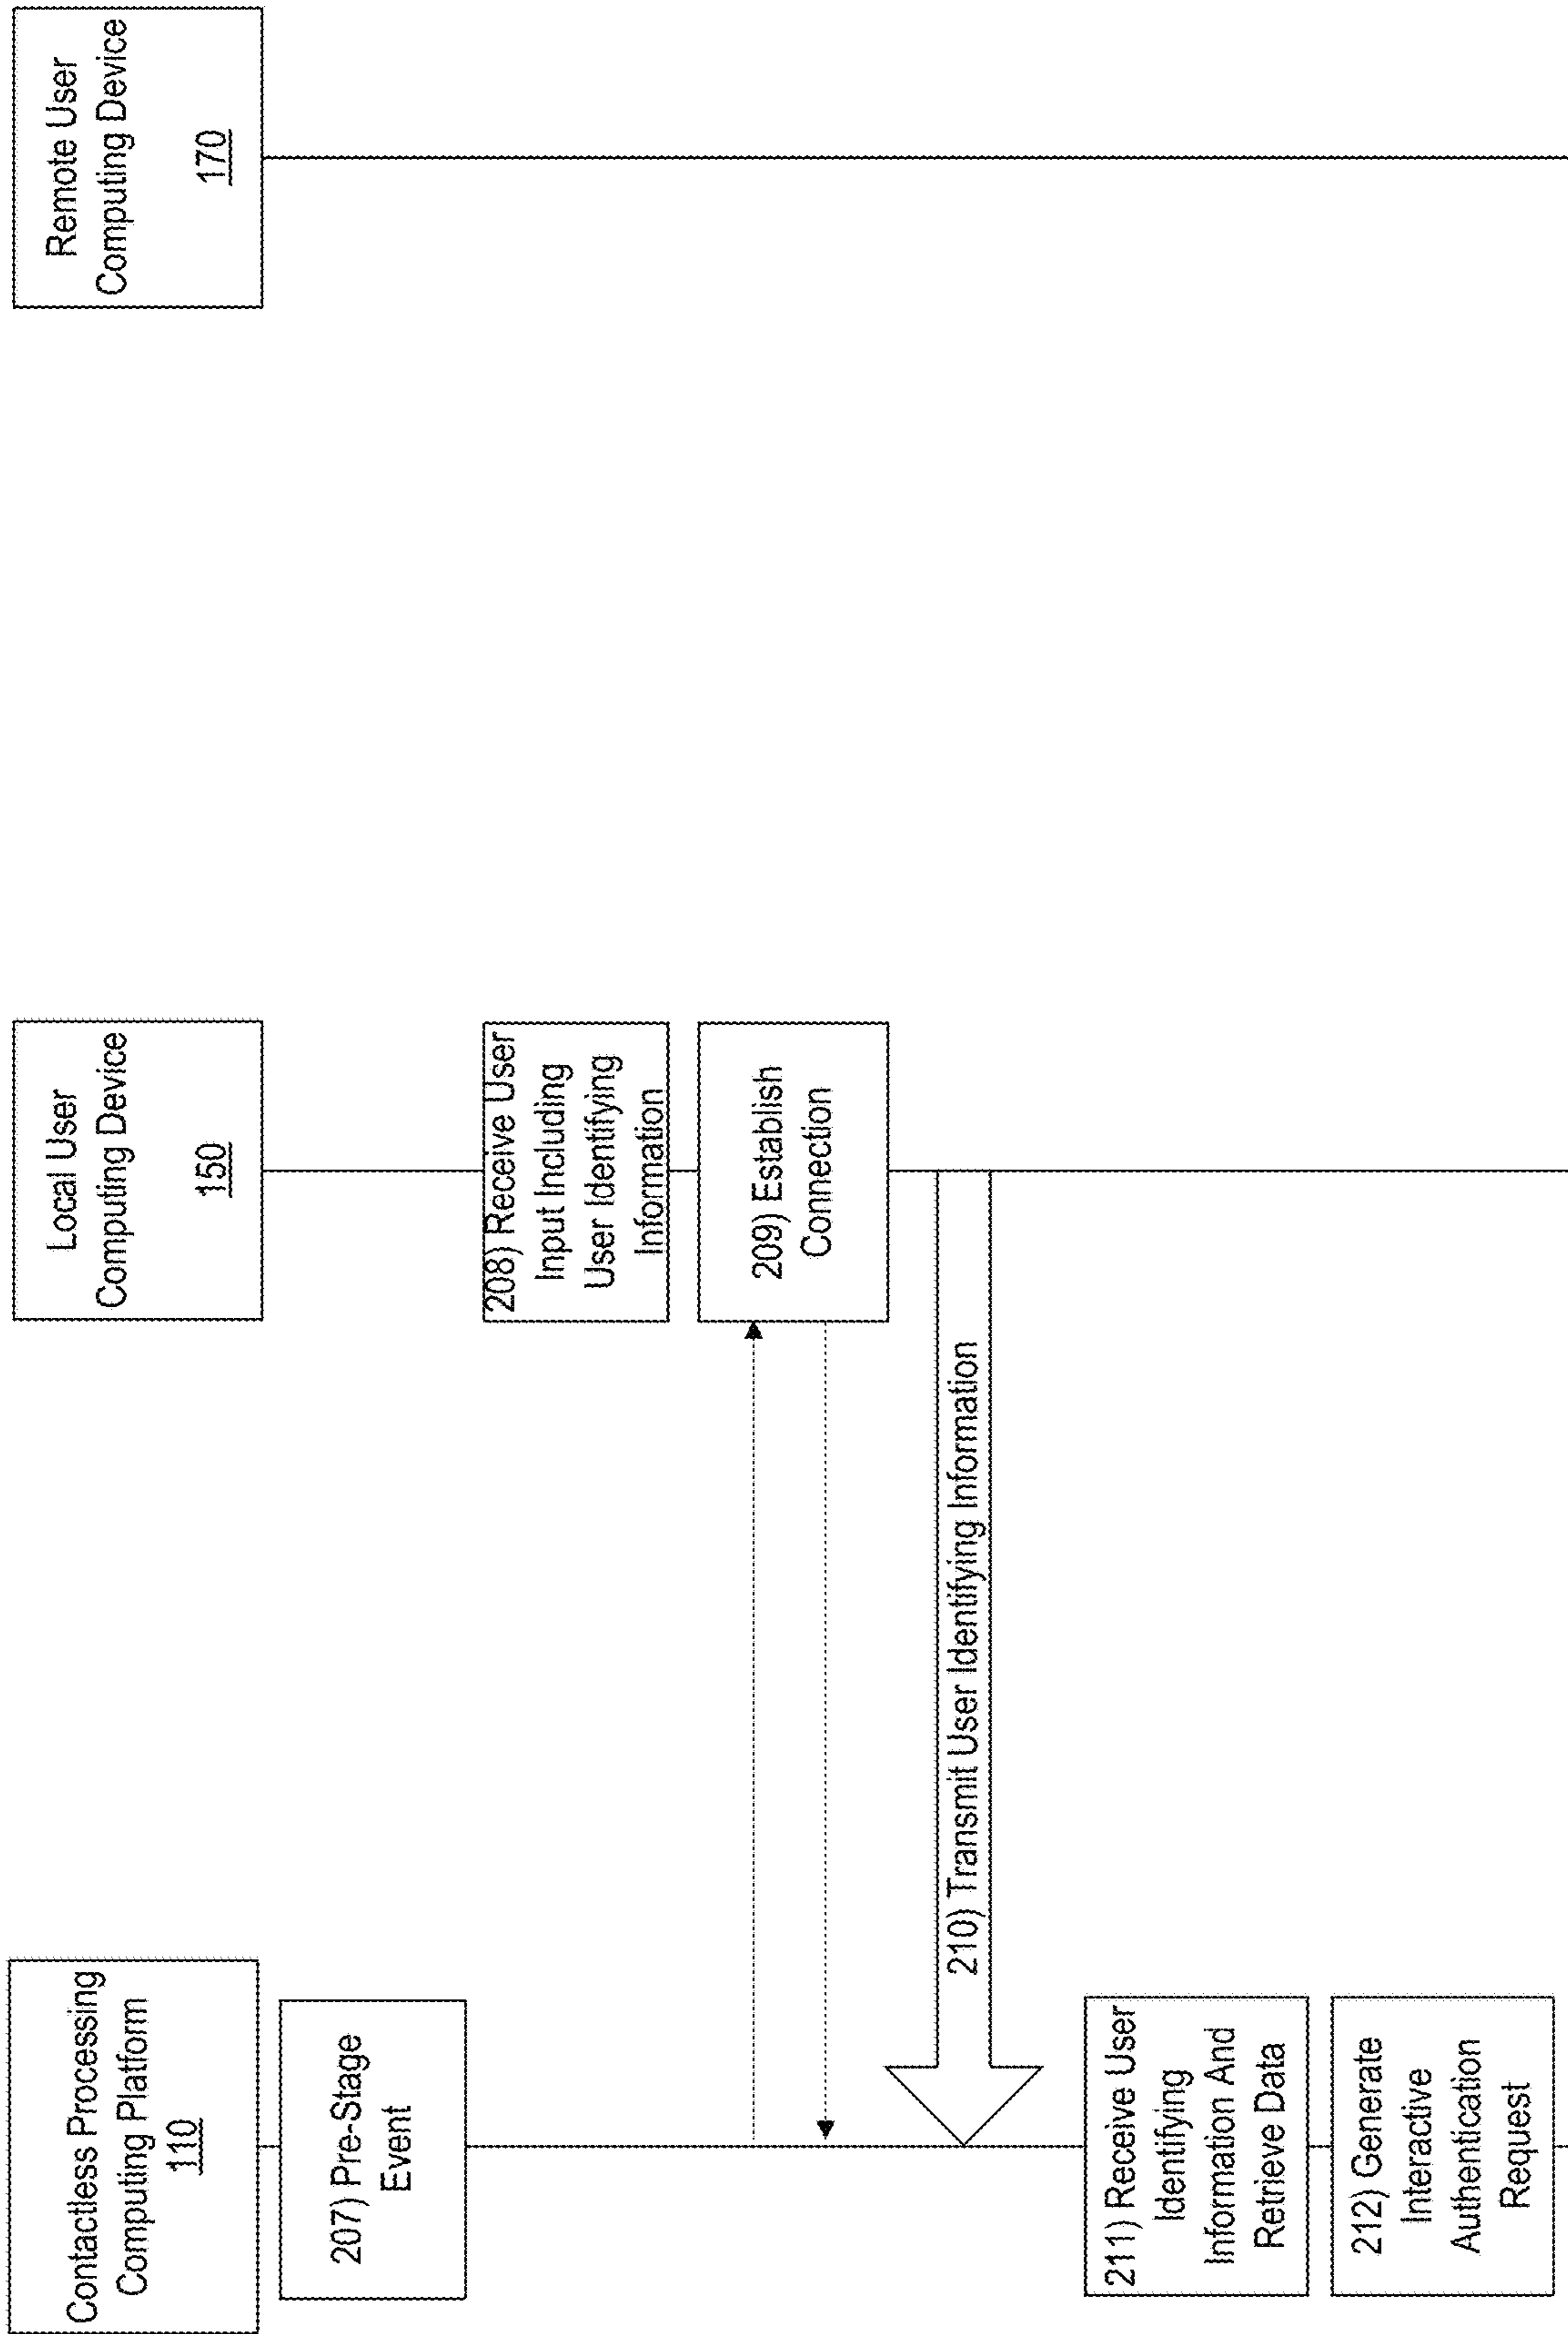 Contactless Processing
Computing Platform
110
Local User
Computing Device
150
Remote User
Computing Device
170
207) Pre-Stage
Event
208) Receive User
Input Including
User Identifying
Information
209) Establish
Connection
210) Transmit User Identifying Information
211) Receive User
Identifying
Information And
Retrieve Data
212) Generate
Interactive
Authentication
Request